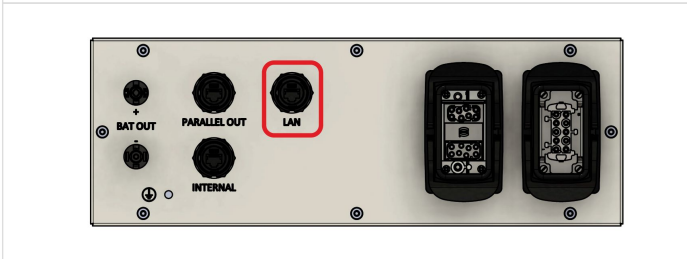 +
BAT OUT
-
PARALLEL OUT
LAN
INTERNAL